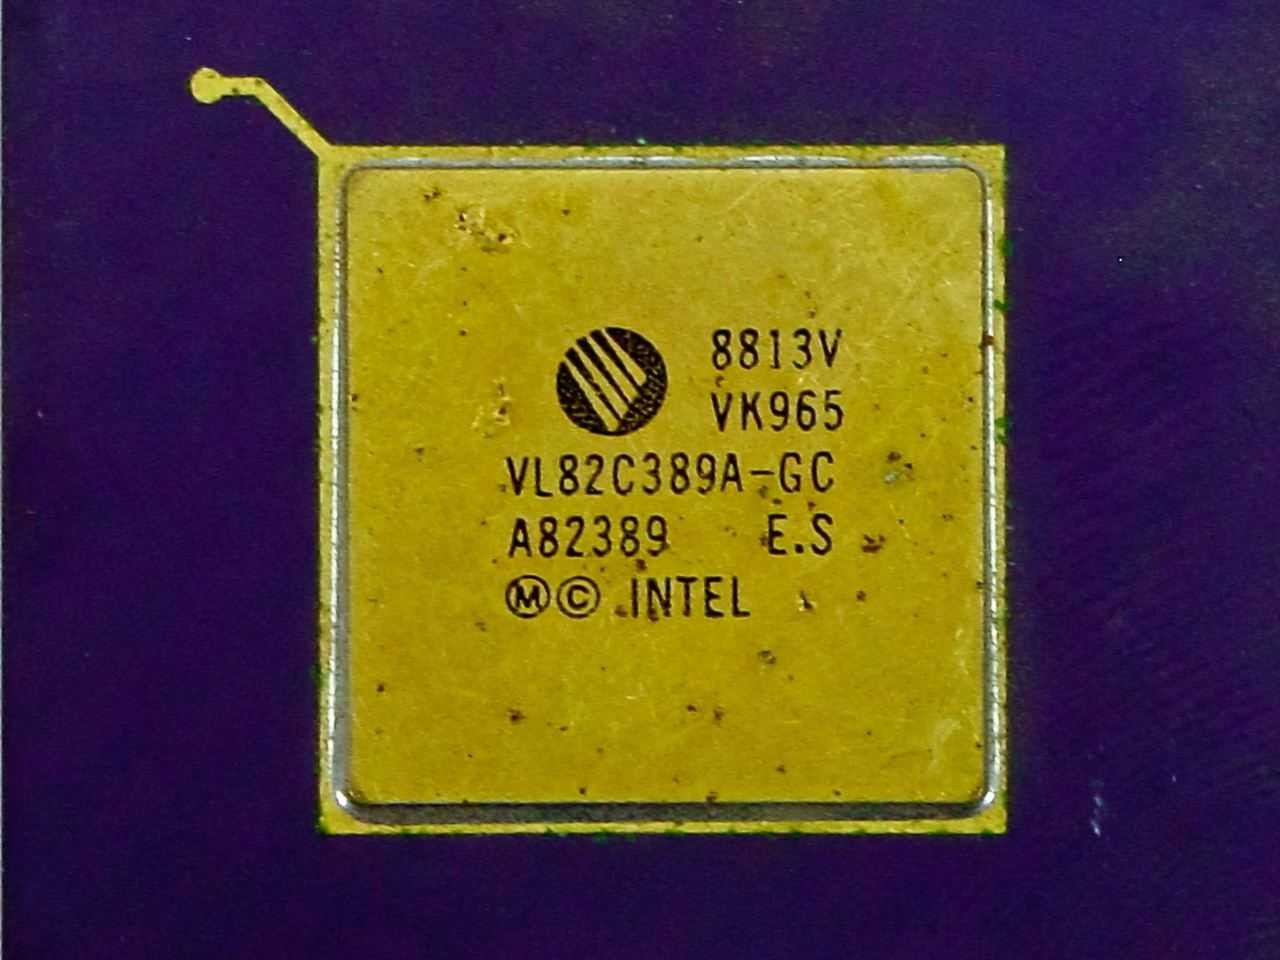 8813V
VK965
VL82C389A-GC
A82389 E.S
Ⓜ© INTEL